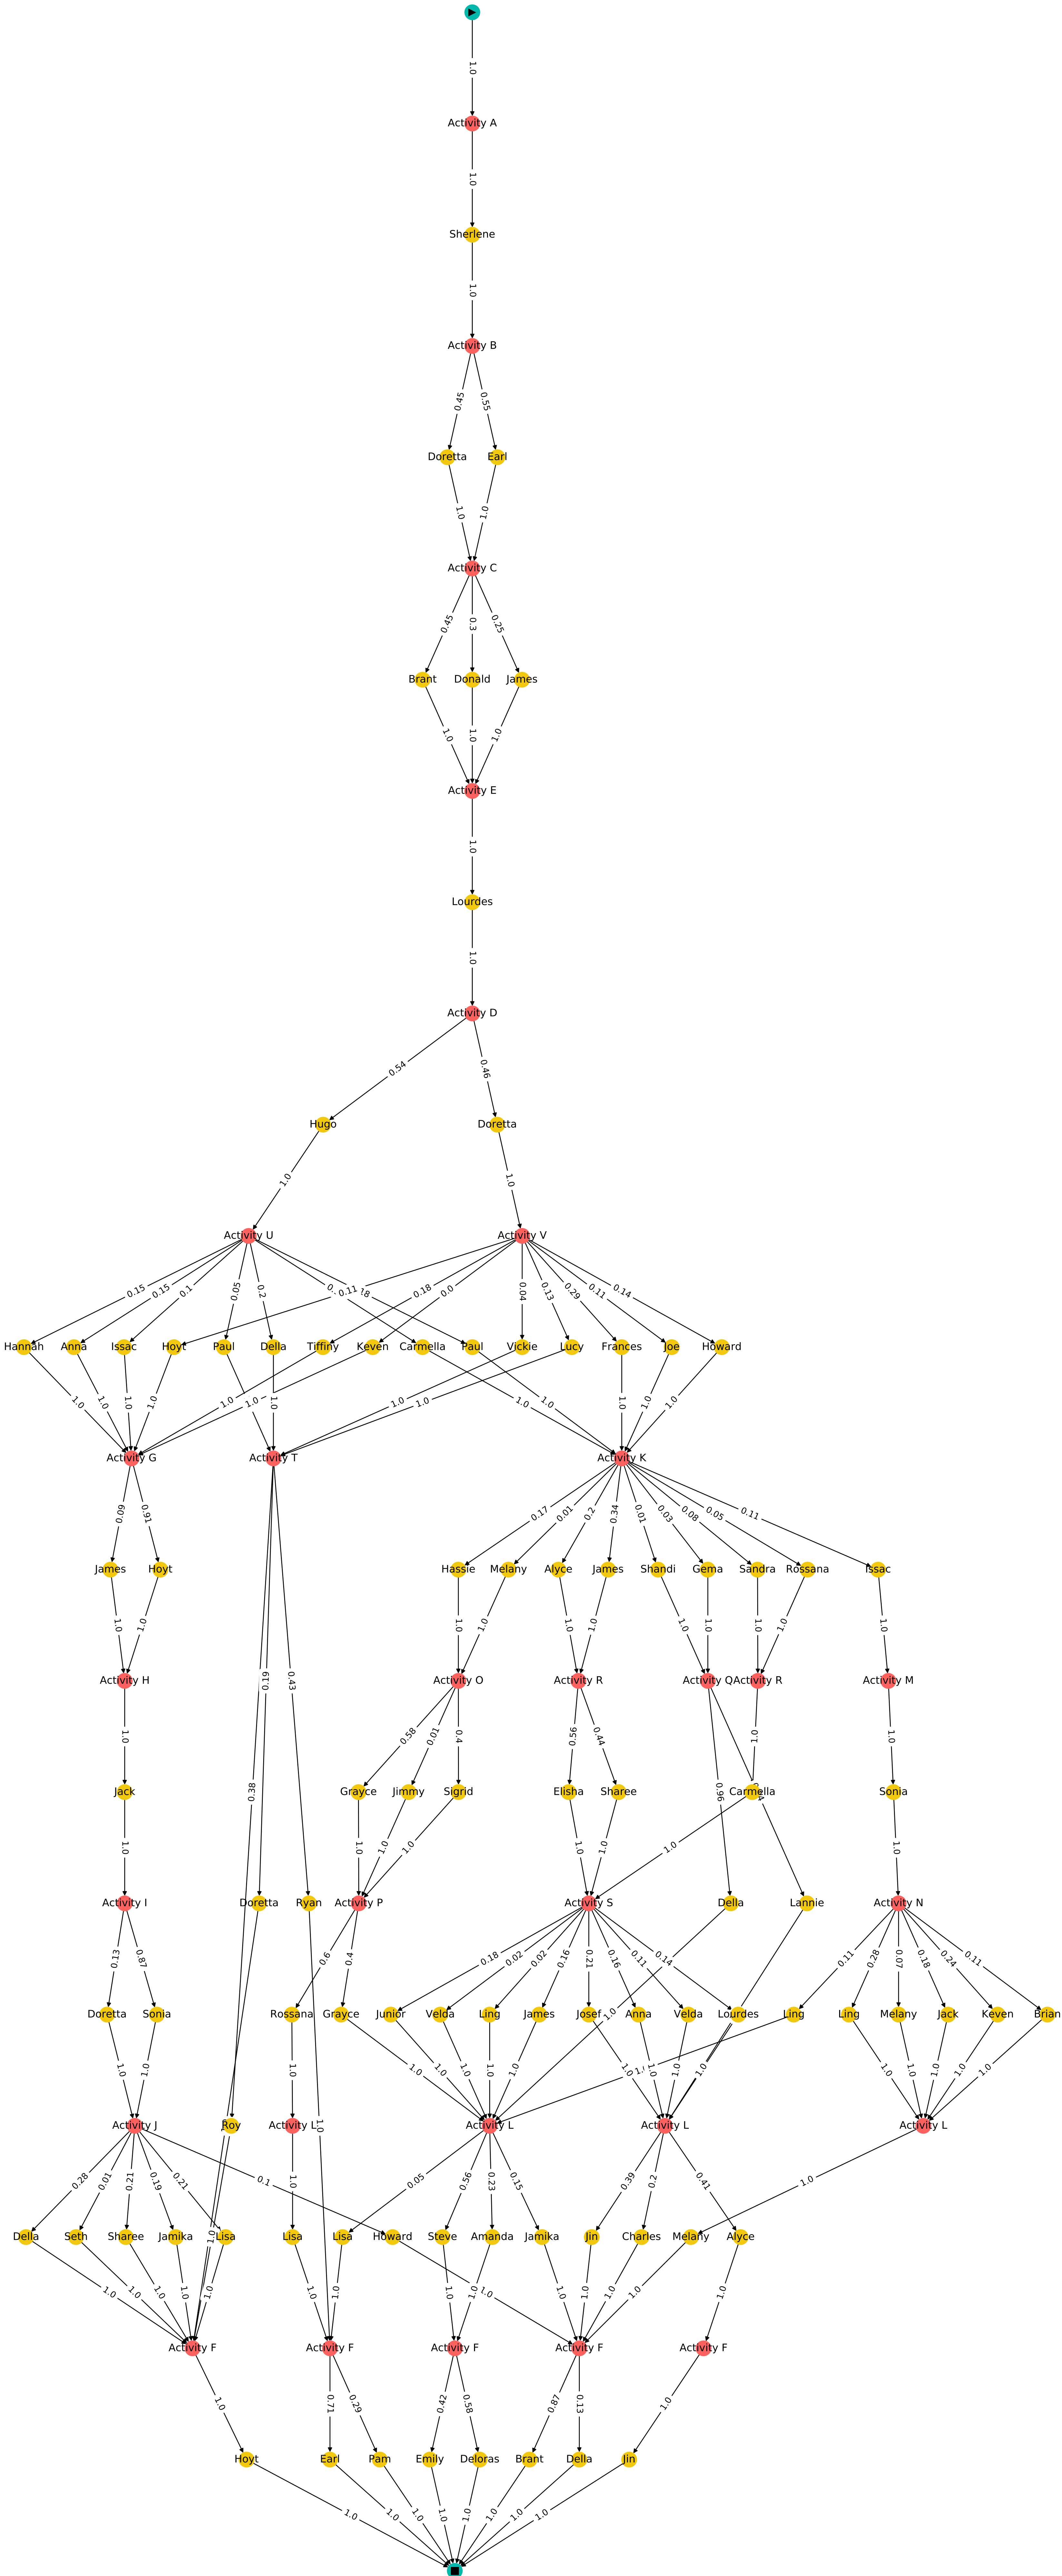 1.0
Activity A
1.0
Sherlene
1.0
Activity B
0.45 0.55
Doretta Earl
1.0 1.0
Activity C
0.45 0.3 0.25
Brant Donald James
1.0 1.0 1.0
Activity E
1.0
Lourdes
1.0
Activity D
0.54 0.46
Hugo Doretta
1.0 1.0
Activity U Activity V
0.15 0.15 0.1 0.05 0.2 0.11 0.18 0.0 0.04 0.13 0.29 0.11 0.14
Hannah Anna Issac Hoyt Paul Della Tiffiny Keven Carmella Paul Vickie Lucy Frances Joe Howard
1.0 1.0 1.0 1.0 1.0 1.0 1.0 1.0 1.0 1.0 1.0 1.0 1.0 1.0
Activity G Activity T Activity K
0.09 0.91 0.17 0.01 0.2 0.34 0.01 0.03 0.08 0.05 0.11
James Hoyt Hassie Melany Alyce James Shandi Gema Sandra Rossana Issac
1.0 1.0 1.0 1.0 1.0 1.0 1.0 1.0 1.0 1.0 1.0
Activity H Activity O Activity R Activity Q Activity R Activity M
0.19 0.43
1.0 0.58 0.01 0.4 0.56 0.44 1.0 1.0
Jack Grayce Jimmy Sigrid Elisha Sharee Carmella Sonia
0.38 0.96
1.0 1.0 1.0 1.0 1.0 1.0 1.0 1.0
Activity I Doretta Ryan Activity P Activity S Della Lannie Activity N
0.13 0.87 0.6 0.4 0.18 0.02 0.02 0.16 0.21 0.16 0.11 0.14 0.11 0.28 0.07 0.18 0.24 0.11
Doretta Sonia Rossana Grayce Junior Velda Ling James Josef Anna Velda Lourdes Ling Ling Melany Jack Keven Brian
1.0
1.0 1.0 1.0 1.0 1.0 1.0 1.0 1.0 1.0 1.0 1.0 1.0 1.0 1.0 1.0 1.0 1.0
Activity J Roy Activity L Activity L Activity L Activity L
1.0
0.28 0.01 0.21 0.19 0.21 0.1 1.0 0.05 0.56 0.23 0.15 0.39 0.2 0.41 1.0
Della Seth Sharee Jamika Lisa Lisa Lisa Howard Steve Amanda Jamika Jin Charles Melany Alyce
1.0
1.0 1.0 1.0 1.0 1.0 1.0 1.0 1.0 1.0 1.0 1.0 1.0 1.0 1.0 1.0
Activity F Activity F Activity F Activity F Activity F
1.0 0.71 0.29 0.42 0.58 0.87 0.13 1.0
Hoyt Earl Pam Emily Deloras Brant Della Jin
1.0 1.0 1.0 1.0 1.0 1.0 1.0 1.0